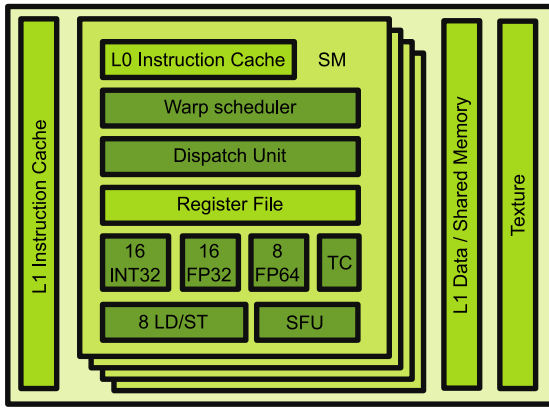 L1 Instruction Cache
L0 Instruction Cache
SM
Warp scheduler
Dispatch Unit
Register File
16
INT32
16
FP32
8
FP64
TC
8 LD/ST
SFU
L1 Data / Shared Memory
Texture